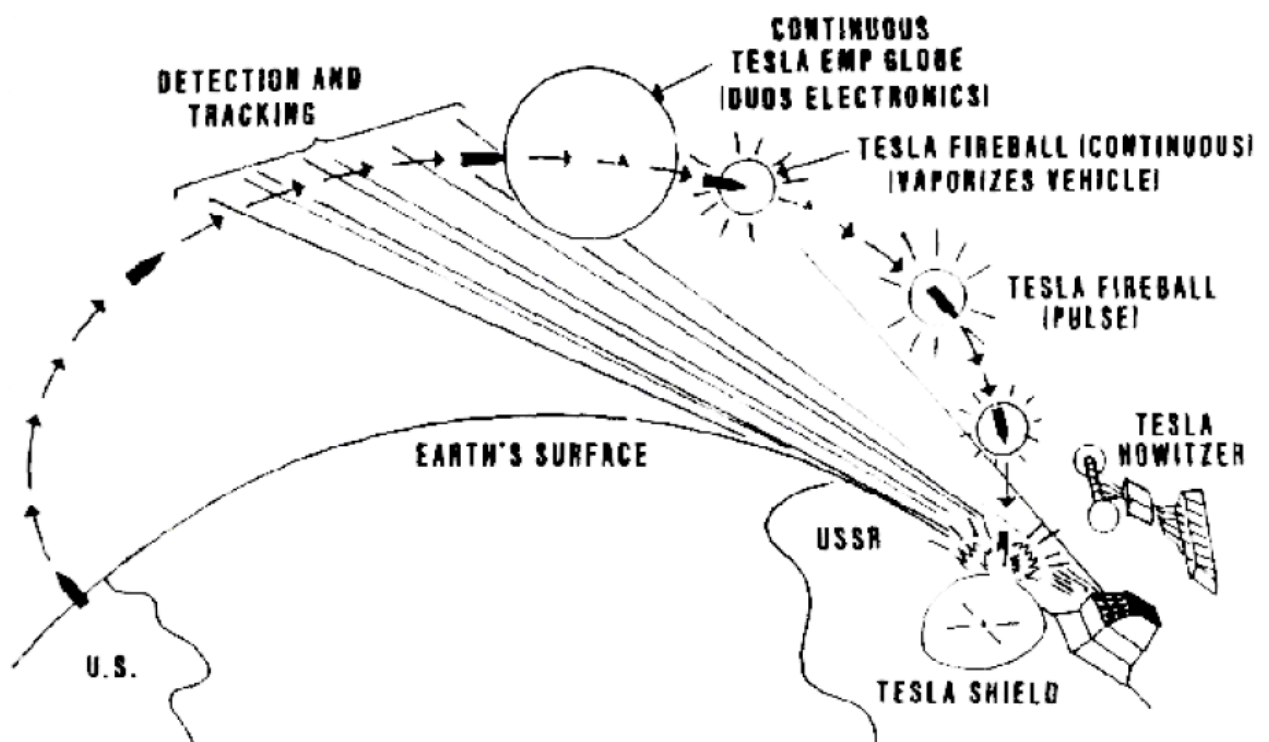 CONTINUOUS
TESLA EMP GLOBE
(DUDS ELECTRONICS)
DETECTION AND
TRACKING
TESLA FIREBALL (CONTINUOUS)
(VAPORIZES VEHICLE)
TESLA FIREBALL
(PULSE)
TESLA
HOWITZER
EARTH'S SURFACE
USSR
U.S.
TESLA SHIELD